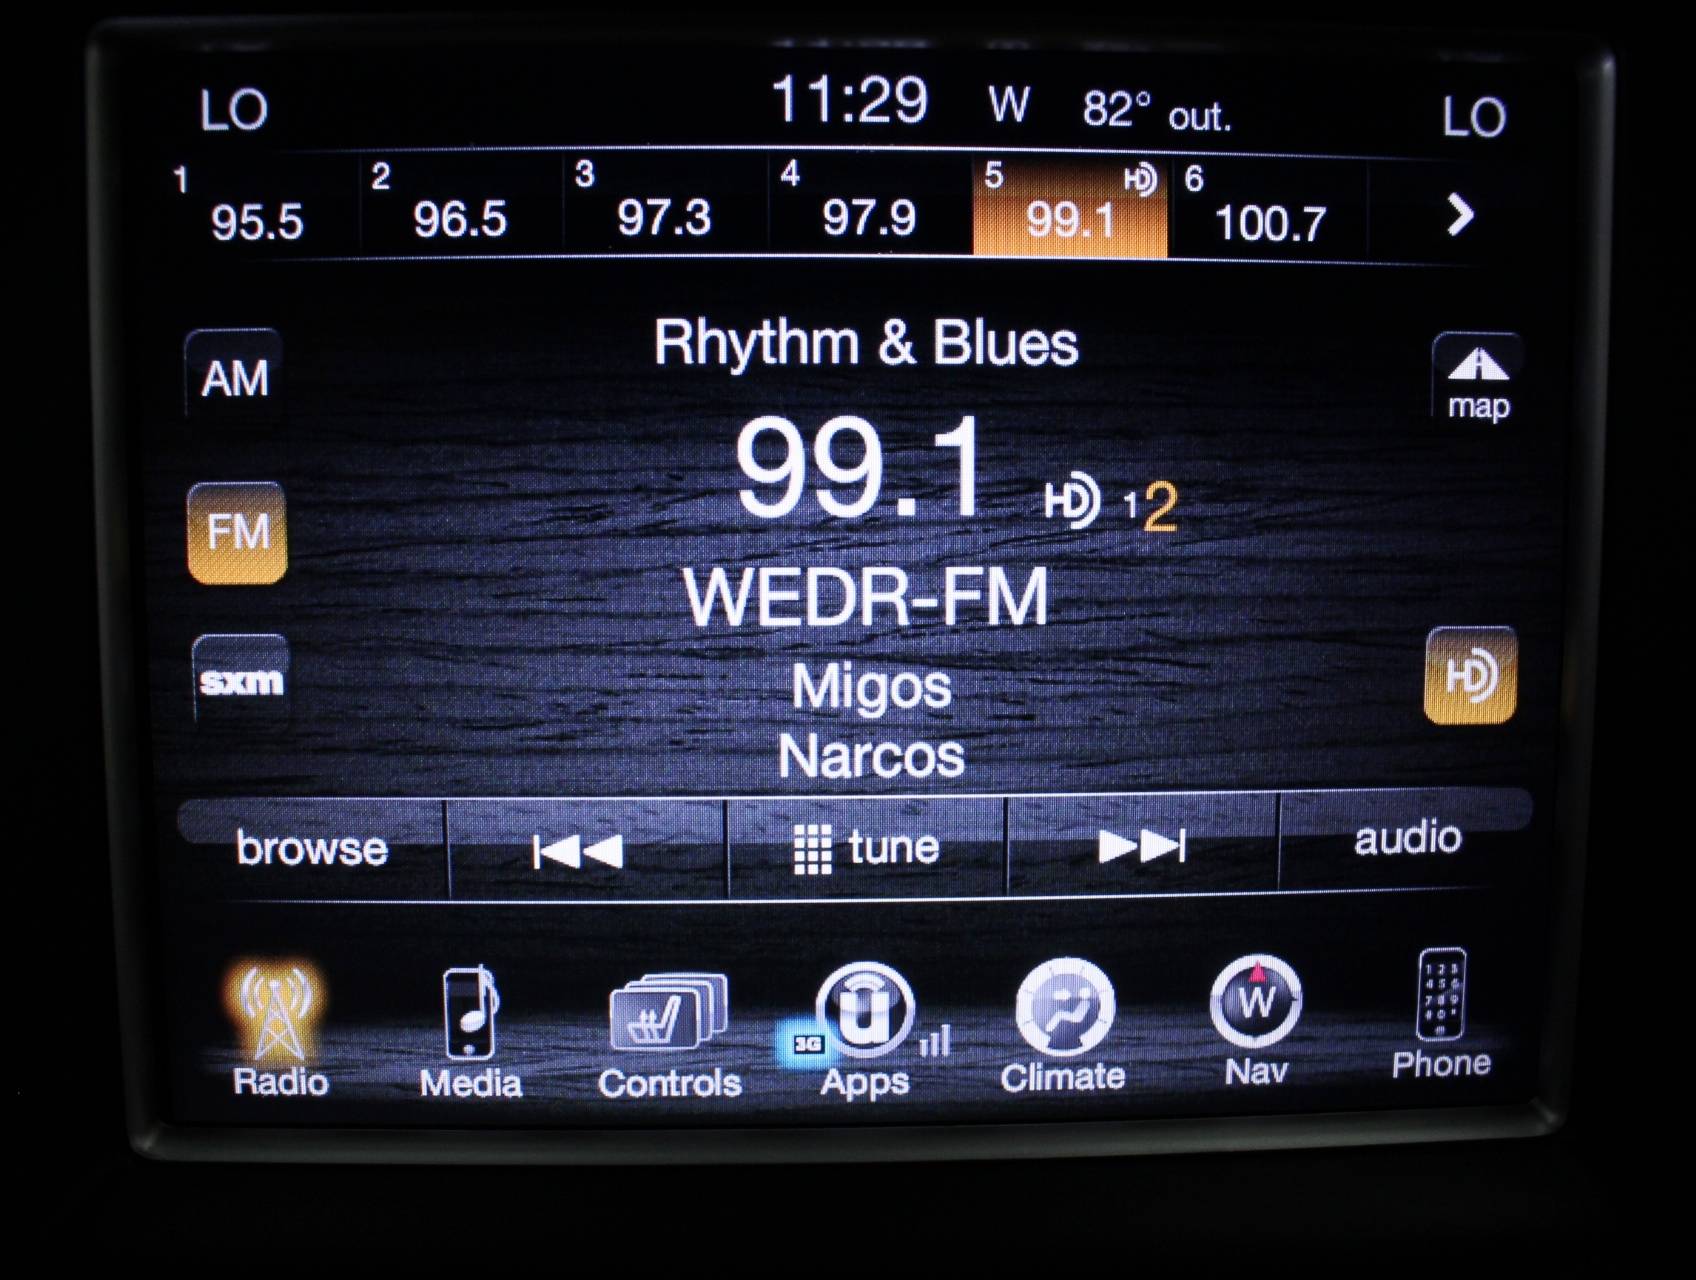 LO 11:29 W 82° out. LO
1 95.5 2 96.5 3 97.3 4 97.9 5 HD 99.1 6 100.7
Rhythm & Blues
AM
map
99.1 HD 1 2
FM
WEDR-FM
sxm
Migos
HD
Narcos
browse tune audio
3G W
Radio Media Controls Apps Climate Nav Phone